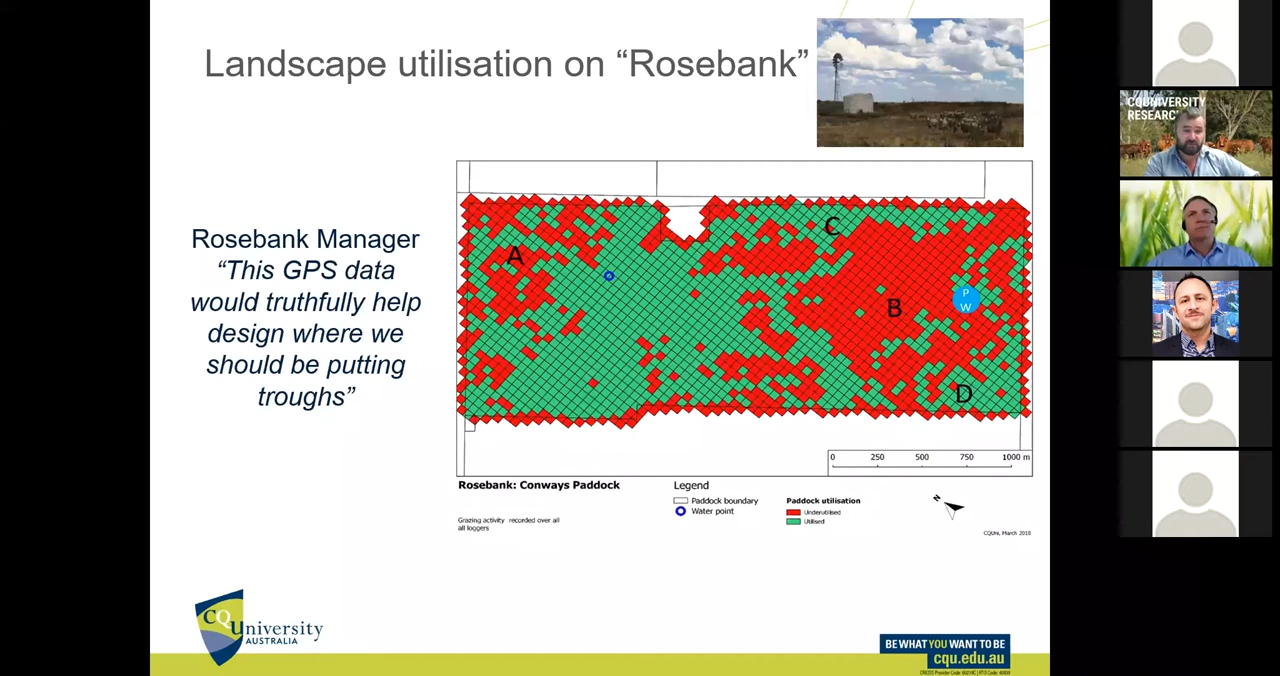 Landscape utilisation on “Rosebank”
Rosebank Manager
“This GPS data
would truthfully help
design where we
should be putting
troughs”
A
C
B
P
W
D
0 250 500 750 1000 m
Rosebank: Conways Paddock
Grazing activity recorded over all
all loggers
Legend
Paddock boundary
Water point
Paddock utilisation
Underutilised
Utilised
N
CQUni, March 2018
CQUniversity
AUSTRALIA
BE WHAT YOU WANT TO BE
cqu.edu.au
CQUNIVERSITY